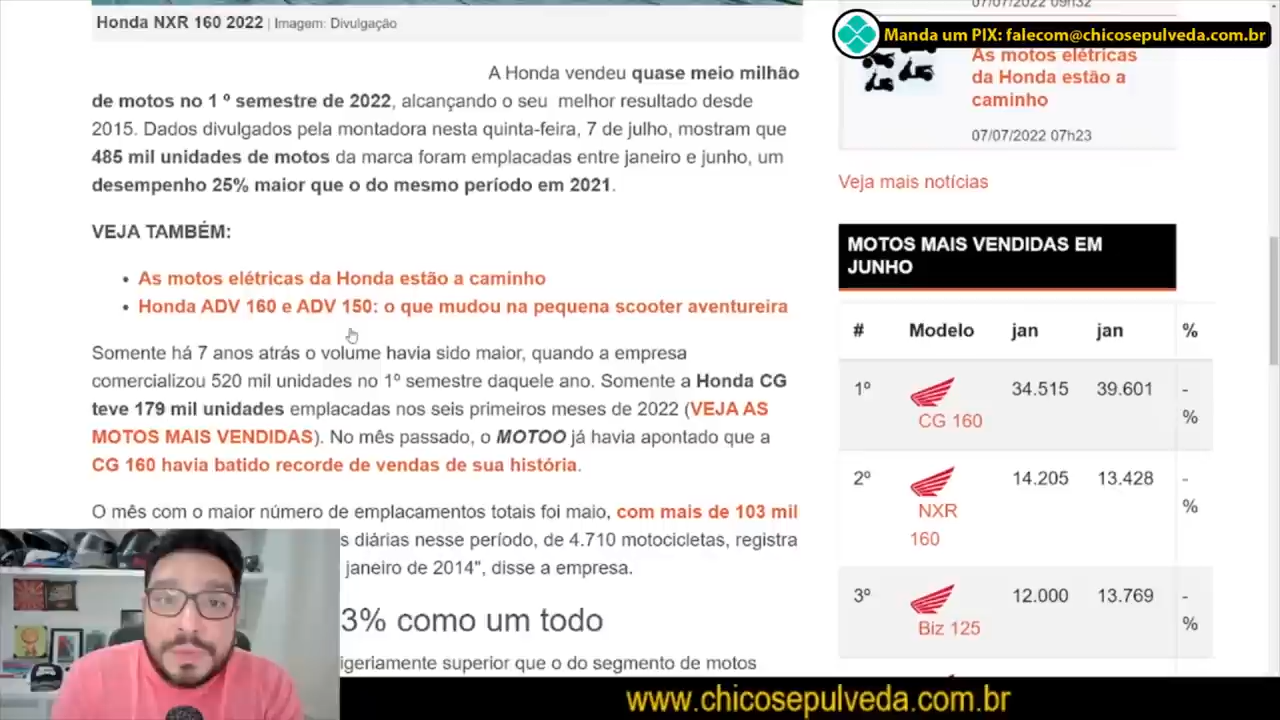 Honda NXR 160 2022 | Imagem: Divulgação
A Honda vendeu quase meio milhão
de motos no 1 º semestre de 2022, alcançando o seu melhor resultado desde
2015. Dados divulgados pela montadora nesta quinta-feira, 7 de julho, mostram que
485 mil unidades de motos da marca foram emplacadas entre janeiro e junho, um
desempenho 25% maior que o do mesmo período em 2021.
VEJA TAMBÉM:
• As motos elétricas da Honda estão a caminho
• Honda ADV 160 e ADV 150: o que mudou na pequena scooter aventureira
Somente há 7 anos atrás o volume havia sido maior, quando a empresa
comercializou 520 mil unidades no 1º semestre daquele ano. Somente a Honda CG
teve 179 mil unidades emplacadas nos seis primeiros meses de 2022 (VEJA AS
MOTOS MAIS VENDIDAS). No mês passado, o MOTOO já havia apontado que a
CG 160 havia batido recorde de vendas de sua história.
O mês com o maior número de emplacamentos totais foi maio, com mais de 103 mil
s diárias nesse período, de 4.710 motocicletas, registra
janeiro de 2014", disse a empresa.
3% como um todo
igeriamente superior que o do segmento de motos
07/07/2022 09h32
Manda um PIX: falecom@chicosepulveda.com.br
As motos elétricas
da Honda estão a
caminho
07/07/2022 07h23
Veja mais notícias
MOTOS MAIS VENDIDAS EM
JUNHO
# Modelo jan jan %
1º CG 160 34.515 39.601 -%
2º NXR 160 14.205 13.428 -%
3º Biz 125 12.000 13.769 -%
www.chicosepulveda.com.br